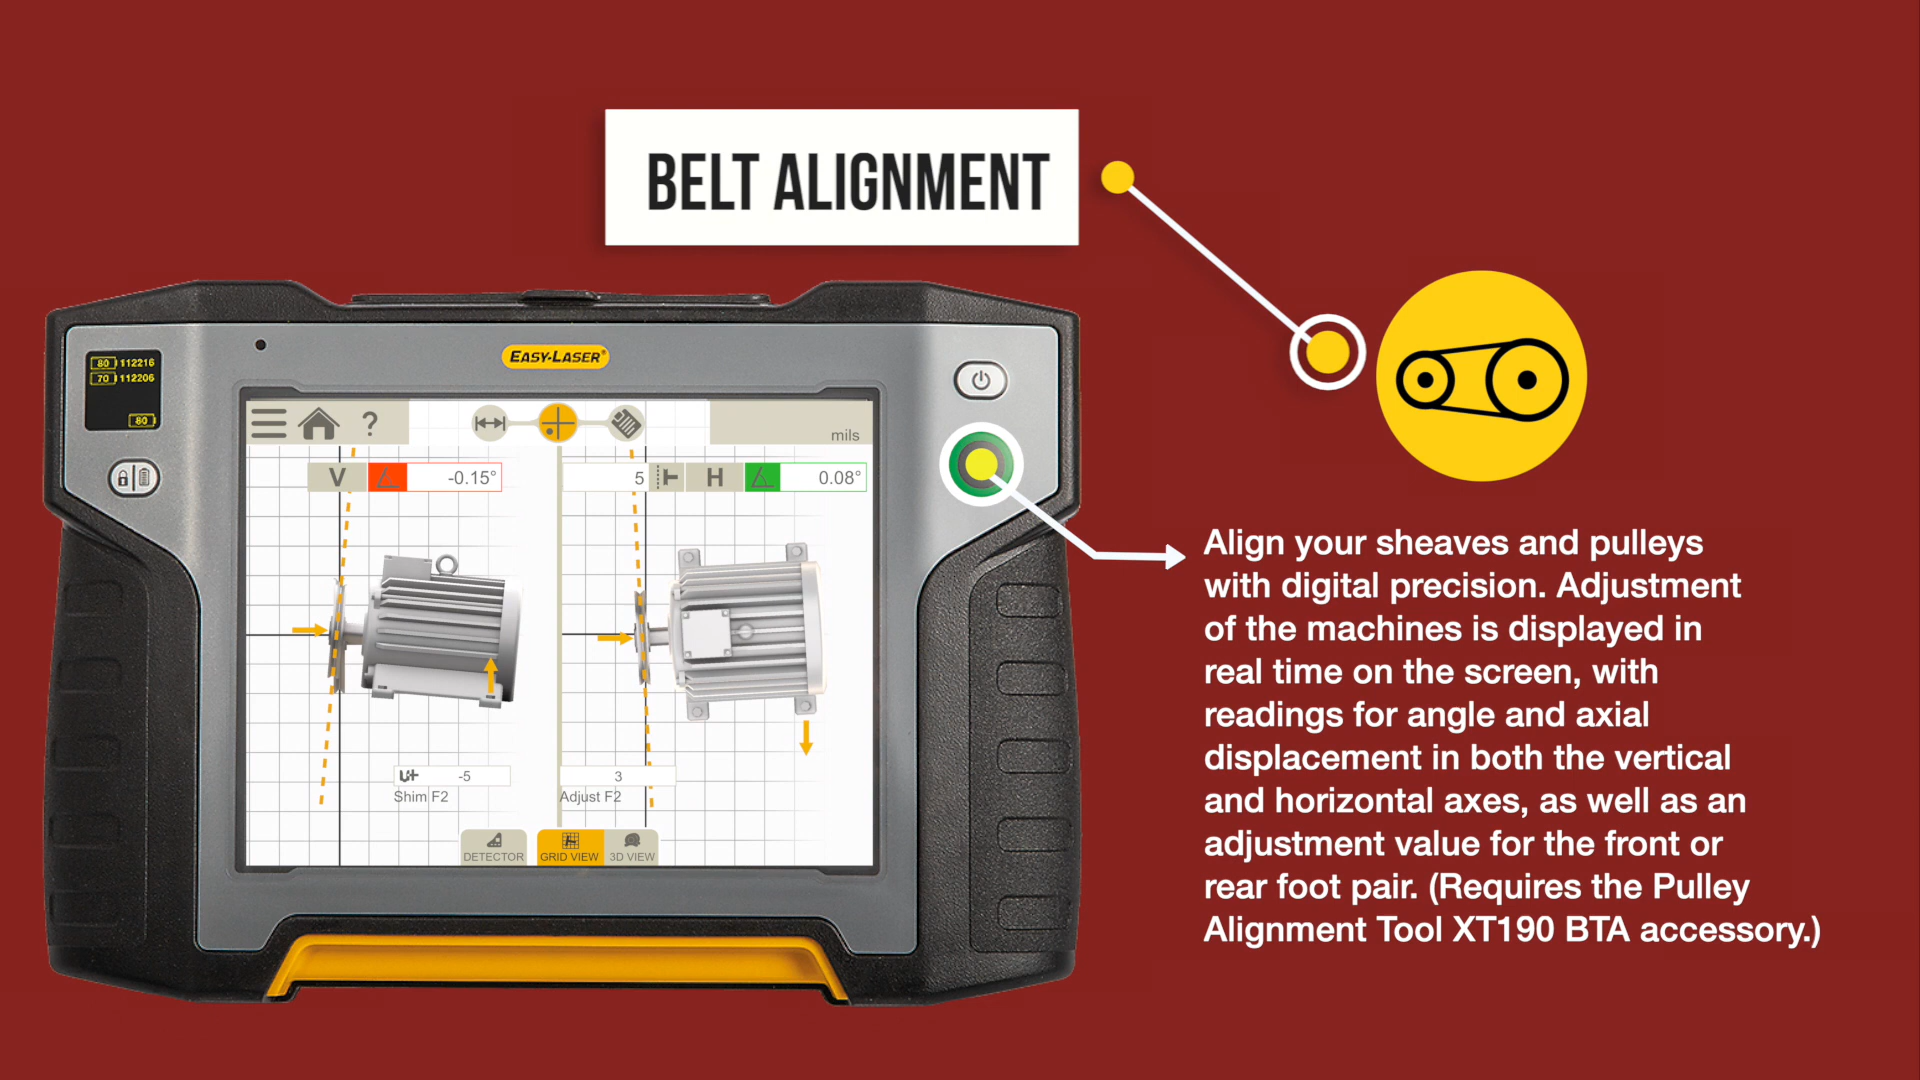 BELT ALIGNMENT
EASY-LASER®
80 112216
70 112206
80
?
mils
V -0.15°
5 H 0.08°
-5
Shim F2
3
Adjust F2
DETECTOR
GRID VIEW
3D VIEW
Align your sheaves and pulleys
with digital precision. Adjustment
of the machines is displayed in
real time on the screen, with
readings for angle and axial
displacement in both the vertical
and horizontal axes, as well as an
adjustment value for the front or
rear foot pair. (Requires the Pulley
Alignment Tool XT190 BTA accessory.)